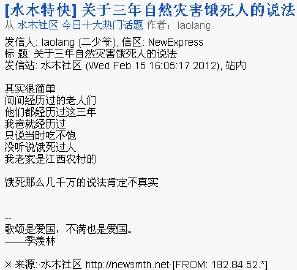 [水木特快] 关于三年自然灾害饿死人的说法
从 水木社区 今日十大热门话题 作者: laolang
发信人: laolang (二少爷), 信区: NewExpress
标 题: 关于三年自然灾害饿死人的说法
发信站: 水木社区 (Wed Feb 15 16:05:17 2012), 站内
其实很简单
问问经历过的老人们
他们都经历过这三年
我爸就经历过
只说当时吃不饱
没听说饿死过人
我老家是江西农村的
饿死那么几千万的说法肯定不真实
--
歌颂是爱国，不满也是爱国。
——季羡林
※ 来源:·水木社区 http://newsmth.net·[FROM: 182.84.52.*]